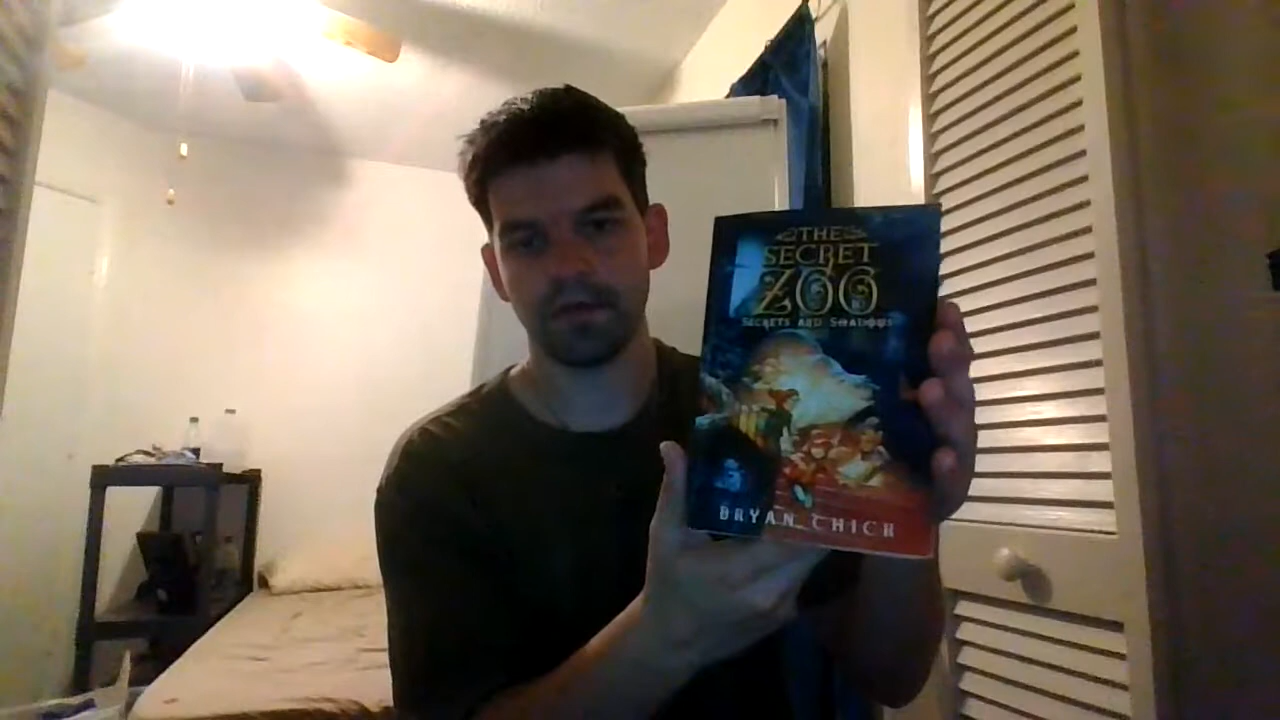 THE
SECRET
ZOO
SECRETS AND SHADOWS
BRYAN CHICK